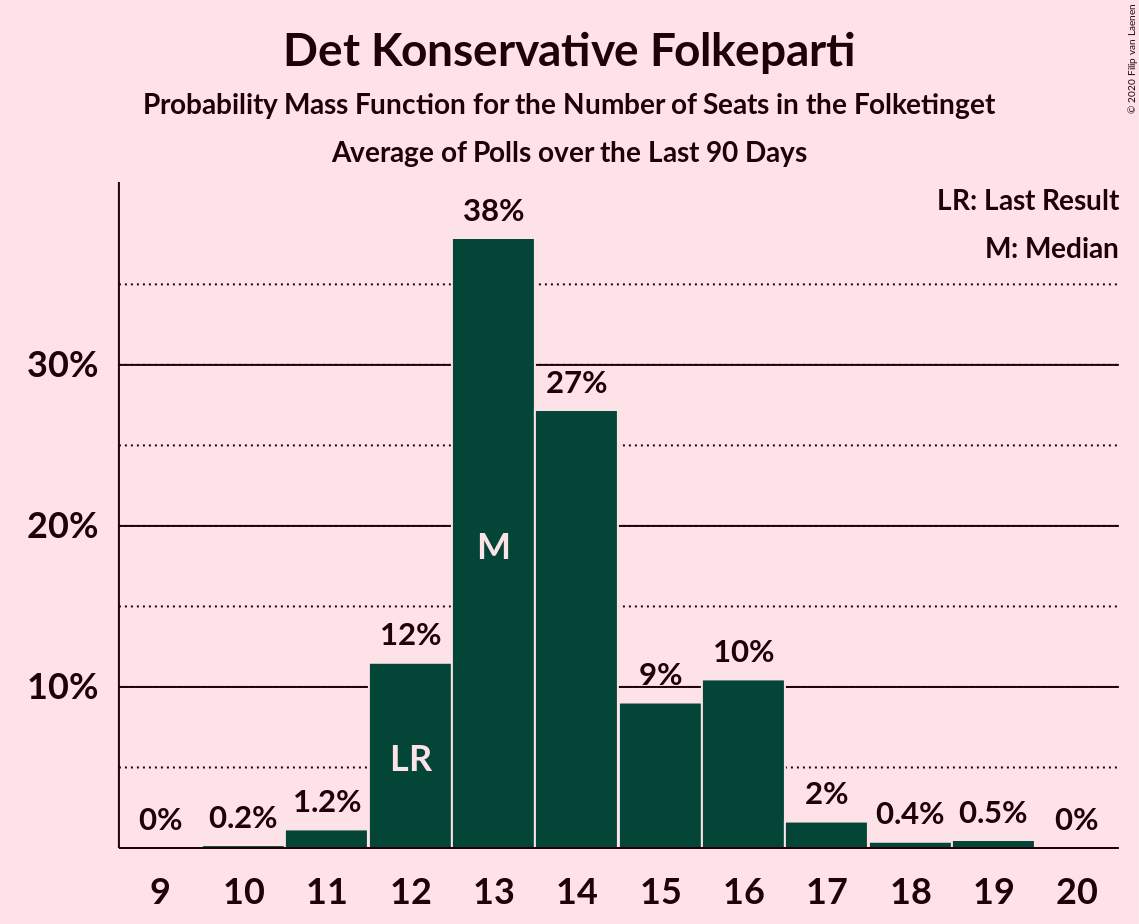 Det Konservative Folkeparti
Probability Mass Function for the Number of Seats in the Folketinget
Average of Polls over the Last 90 Days
© 2020 Filip van Laenen
LR: Last Result
M: Median
38%
30%
27%
20%
M
12%
10%
9%
10%
LR
0%
0.2%
1.2%
2%
0.4%
0.5%
0%
9 10 11 12 13 14 15 16 17 18 19 20